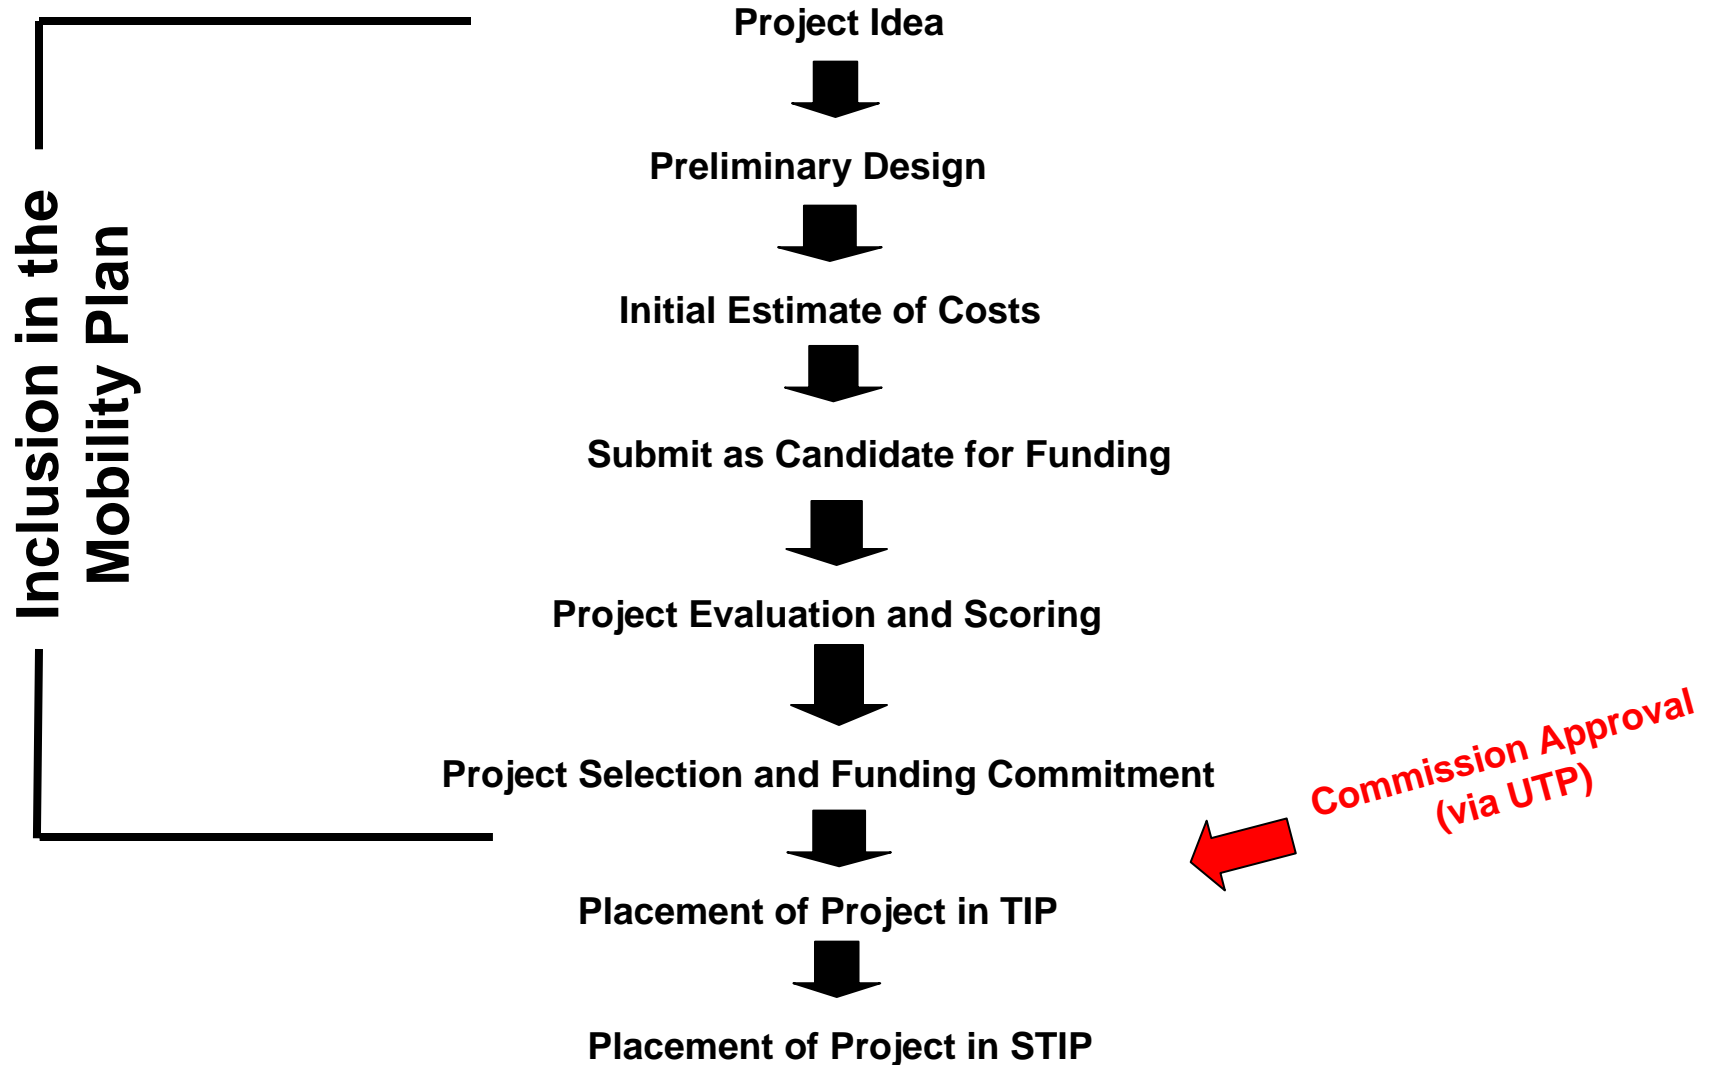 Project Idea
Preliminary Design
Initial Estimate of Costs
Submit as Candidate for Funding
Project Evaluation and Scoring
Project Selection and Funding Commitment
Placement of Project in TIP
Placement of Project in STIP
Inclusion in the
Mobility Plan
Commission Approval
(via UTP)